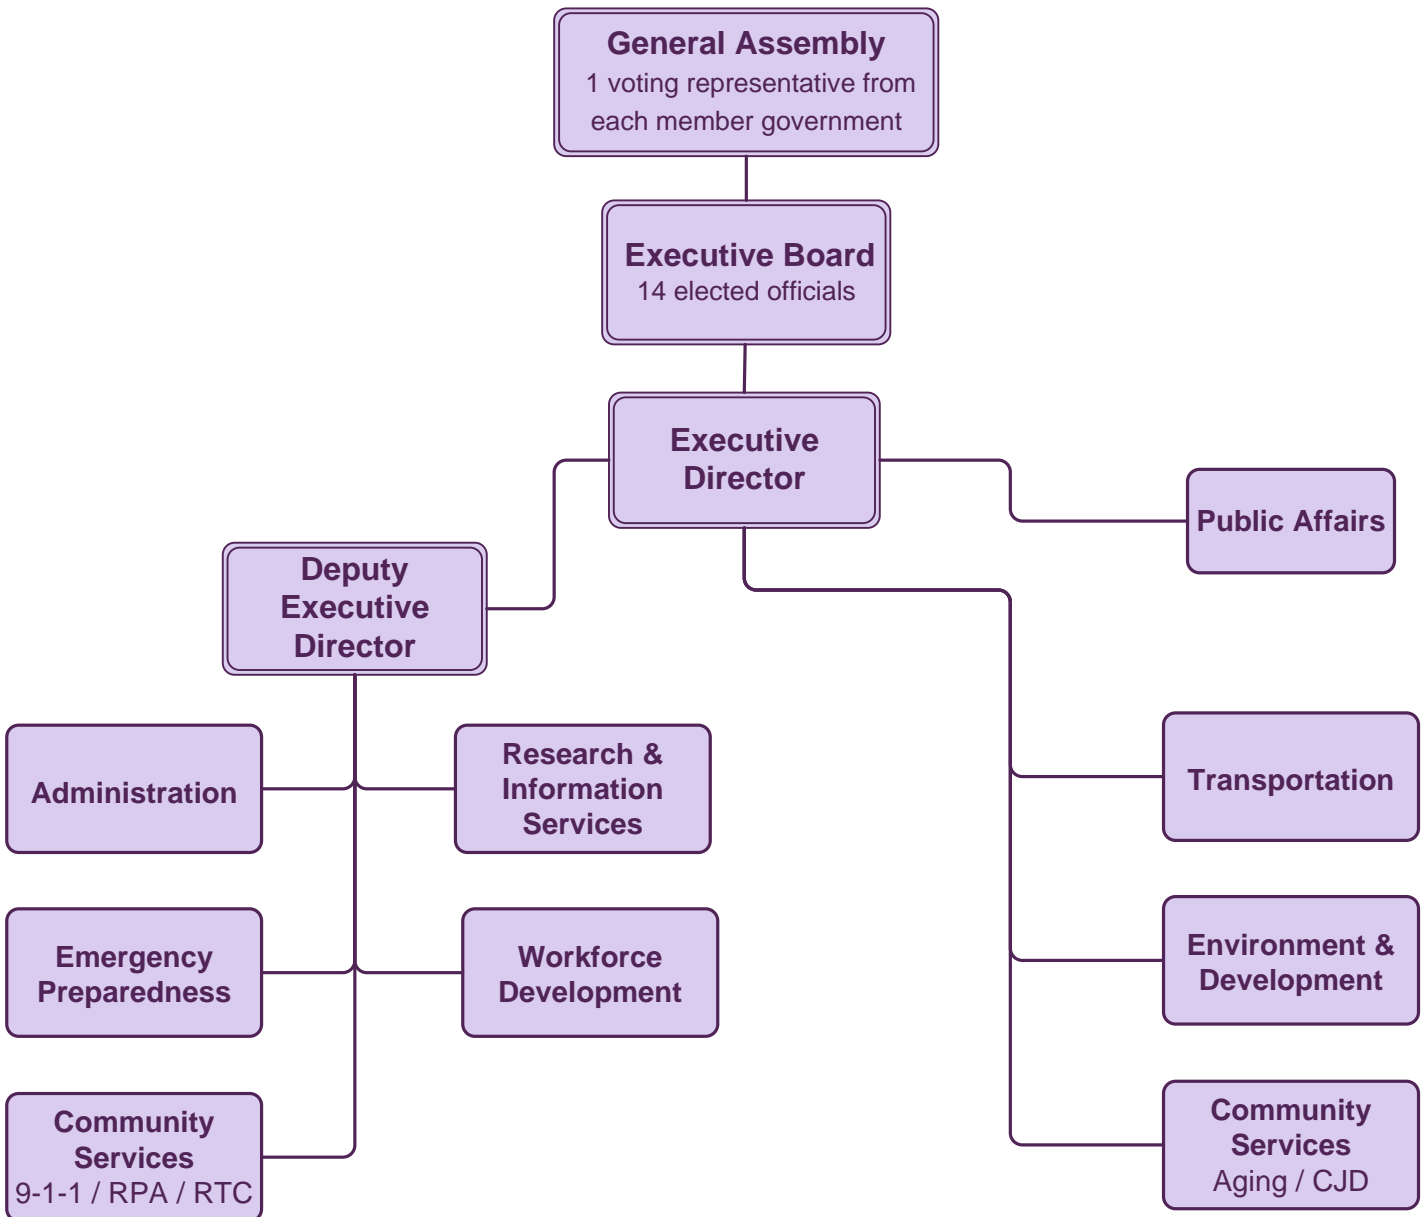 General Assembly
1 voting representative from
each member government
Executive Board
14 elected officials
Executive
Director
Public Affairs
Deputy
Executive
Director
Administration
Research &
Information
Services
Transportation
Emergency
Preparedness
Workforce
Development
Environment &
Development
Community
Services
9-1-1 / RPA / RTC
Community
Services
Aging / CJD